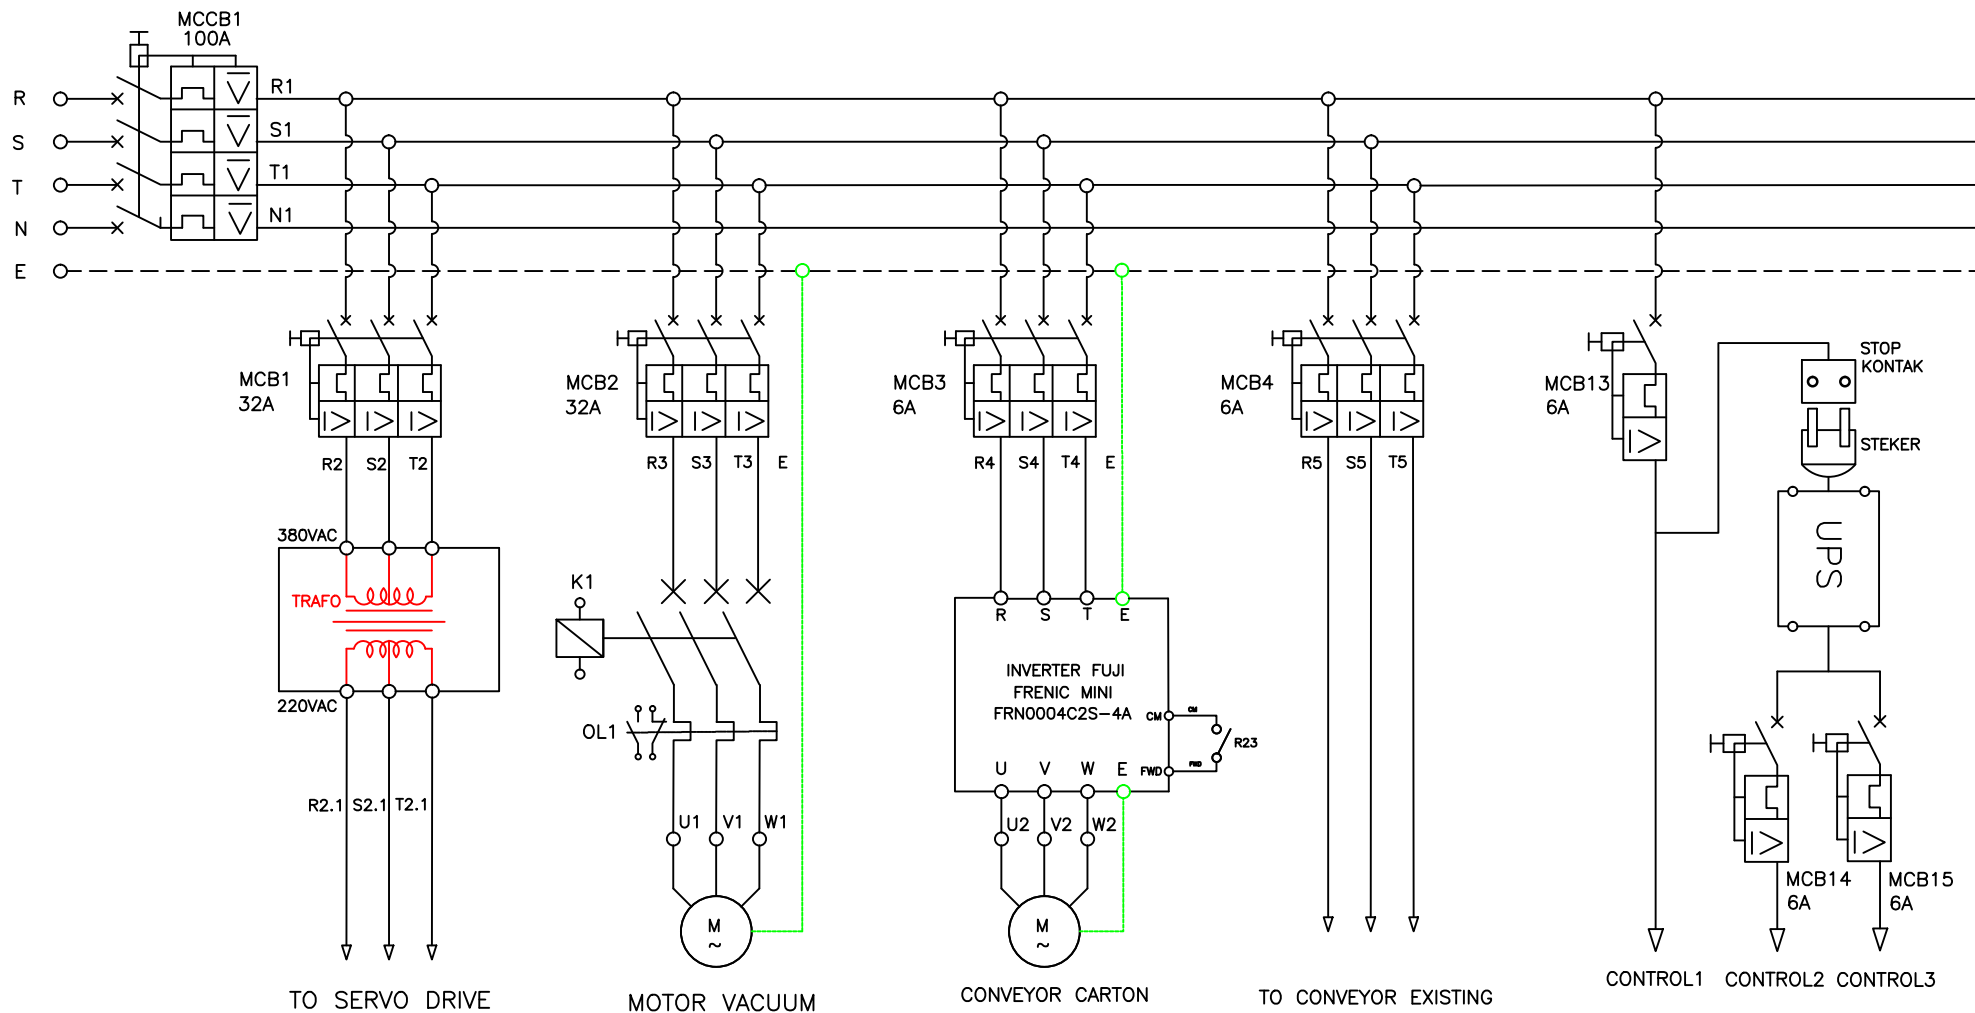 MCCB1
100A
R
R1
S
S1
T
T1
N
N1
E
MCB1
32A
MCB2
32A
MCB3
6A
MCB4
6A
MCB13
6A
STOP
KONTAK
STEKER
R2 S2 T2
R3 S3 T3 E
R4 S4 T4 E
R5 S5 T5
380VAC
TRAFO
220VAC
R2.1 S2.1 T2.1
K1
OL1
U1 V1 W1
M
~
R S T E
INVERTER FUJI
FRENIC MINI
FRN0004C2S-4A
CM
CM
R23
FWD
FWD
U V W E
U2 V2 W2
M
~
UPS
MCB14
6A
MCB15
6A
TO SERVO DRIVE
MOTOR VACUUM
CONVEYOR CARTON
TO CONVEYOR EXISTING
CONTROL1
CONTROL2
CONTROL3